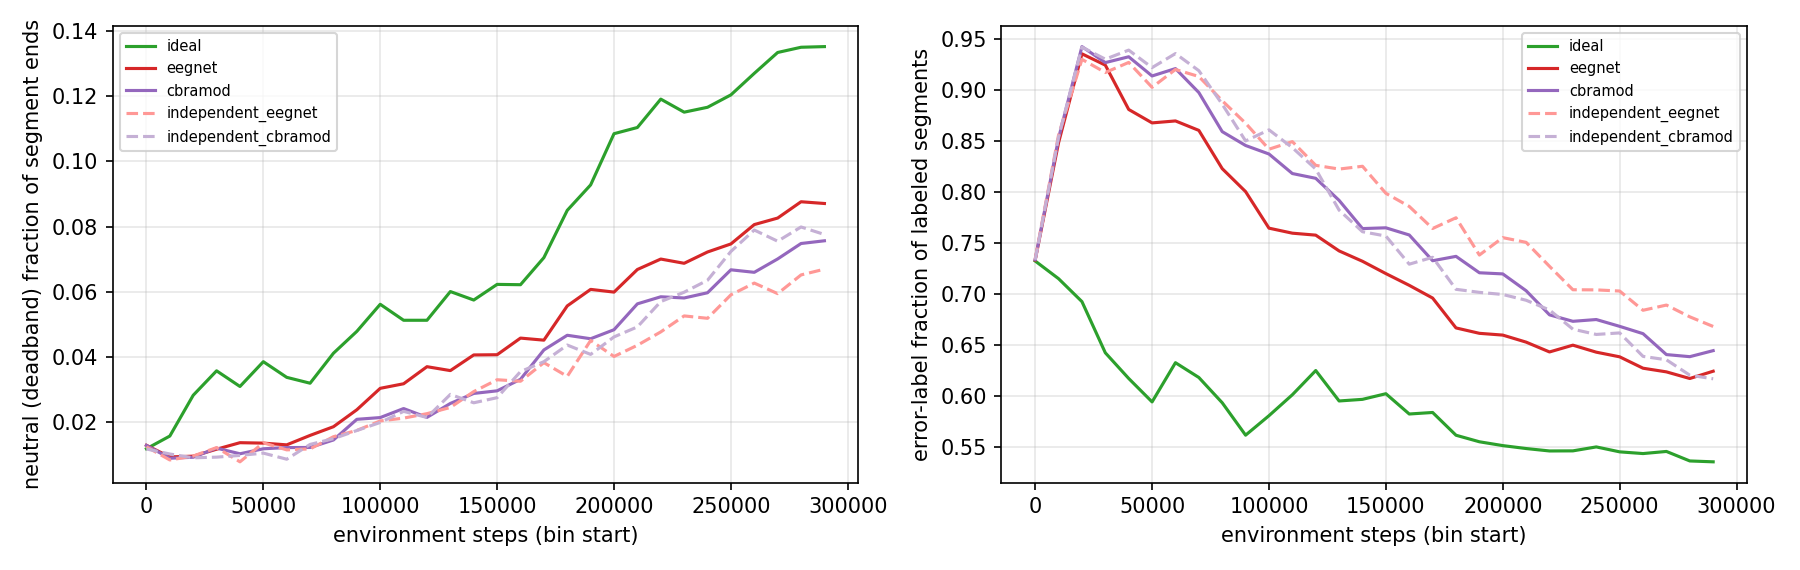 neutral (deadband) fraction of segment ends
0.14
0.12
0.10
0.08
0.06
0.04
0.02
ideal
eegnet
cbramod
independent_eegnet
independent_cbramod
0 50000 100000 150000 200000 250000 300000
environment steps (bin start)
error-label fraction of labeled segments
0.95
0.90
0.85
0.80
0.75
0.70
0.65
0.60
0.55
ideal
eegnet
cbramod
independent_eegnet
independent_cbramod
0 50000 100000 150000 200000 250000 300000
environment steps (bin start)